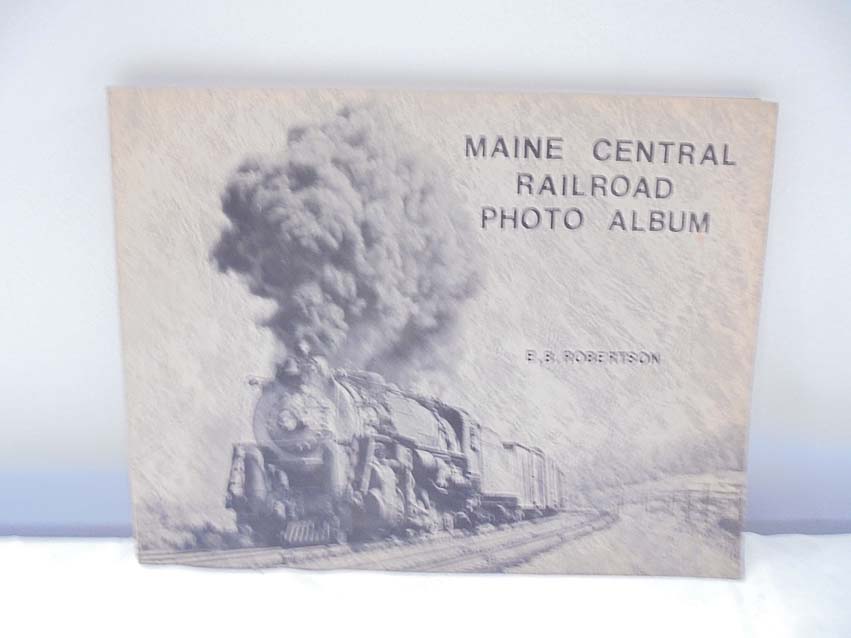 MAINE CENTRAL
RAILROAD
PHOTO ALBUM
E.B. ROBERTSON